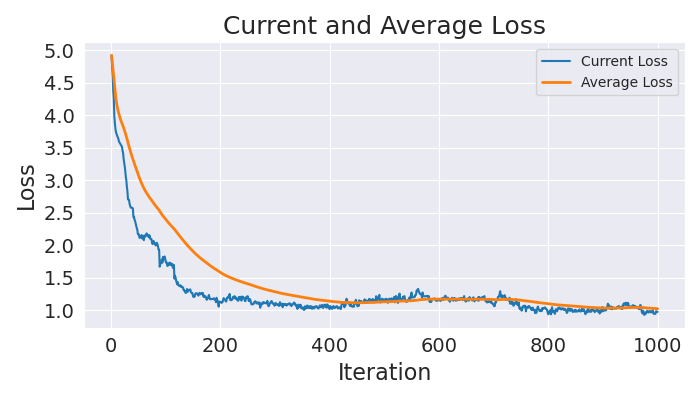 Current and Average Loss
Current Loss
Average Loss
Loss
5.0
4.5
4.0
3.5
3.0
2.5
2.0
1.5
1.0
0 200 400 600 800 1000
Iteration